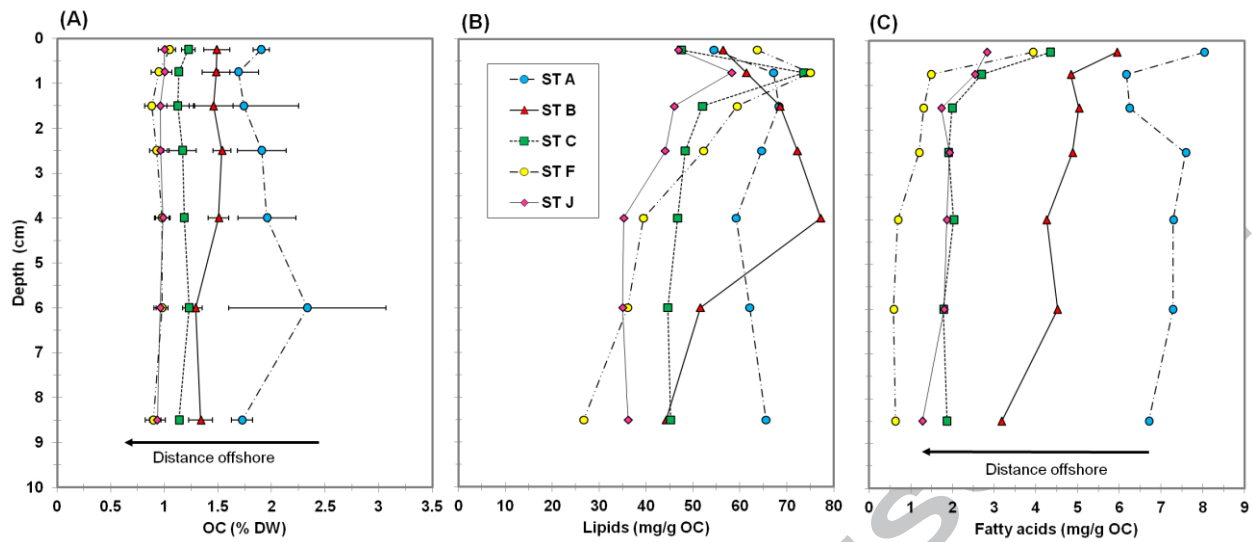 (A)
(B)
(C)
0
1
2
3
4
5
6
7
8
9
10
Depth (cm)
Distance offshore
0
0.5
1
1.5
2
2.5
3
3.5
OC (% DW)
ST A
ST B
ST C
ST F
ST J
0
10
20
30
40
50
60
70
80
Lipids (mg/g OC)
Distance offshore
0
1
2
3
4
5
6
7
8
9
Fatty acids (mg/g OC)